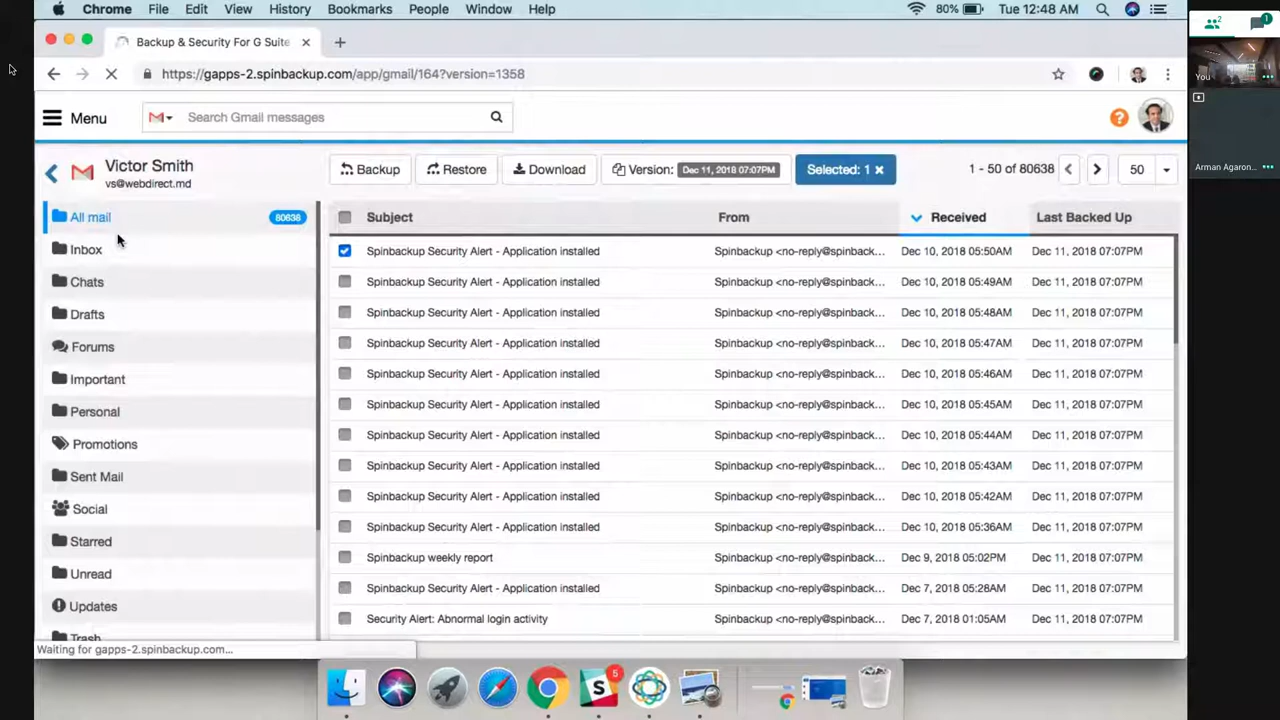 Chrome File Edit View History Bookmarks People Window Help 80% Tue 12:48 AM
Backup & Security For G Suite
https://gapps-2.spinbackup.com/app/gmail/164?version=1358
Menu Search Gmail messages ?
Victor Smith
vs@webdirect.md
Backup Restore Download Version: Dec 11, 2018 07:07PM Selected: 1 × 1 - 50 of 80638 50
All mail 80638
Inbox
Chats
Drafts
Forums
Important
Personal
Promotions
Sent Mail
Social
Starred
Unread
Updates
Trash
Subject From Received Last Backed Up
Spinbackup Security Alert - Application installed Spinbackup <no-reply@spinback... Dec 10, 2018 05:50AM Dec 11, 2018 07:07PM
Spinbackup Security Alert - Application installed Spinbackup <no-reply@spinback... Dec 10, 2018 05:49AM Dec 11, 2018 07:07PM
Spinbackup Security Alert - Application installed Spinbackup <no-reply@spinback... Dec 10, 2018 05:48AM Dec 11, 2018 07:07PM
Spinbackup Security Alert - Application installed Spinbackup <no-reply@spinback... Dec 10, 2018 05:47AM Dec 11, 2018 07:07PM
Spinbackup Security Alert - Application installed Spinbackup <no-reply@spinback... Dec 10, 2018 05:46AM Dec 11, 2018 07:07PM
Spinbackup Security Alert - Application installed Spinbackup <no-reply@spinback... Dec 10, 2018 05:45AM Dec 11, 2018 07:07PM
Spinbackup Security Alert - Application installed Spinbackup <no-reply@spinback... Dec 10, 2018 05:44AM Dec 11, 2018 07:07PM
Spinbackup Security Alert - Application installed Spinbackup <no-reply@spinback... Dec 10, 2018 05:43AM Dec 11, 2018 07:07PM
Spinbackup Security Alert - Application installed Spinbackup <no-reply@spinback... Dec 10, 2018 05:42AM Dec 11, 2018 07:07PM
Spinbackup Security Alert - Application installed Spinbackup <no-reply@spinback... Dec 10, 2018 05:36AM Dec 11, 2018 07:07PM
Spinbackup weekly report Spinbackup <no-reply@spinback... Dec 9, 2018 05:02PM Dec 11, 2018 07:07PM
Spinbackup Security Alert - Application installed Spinbackup <no-reply@spinback... Dec 7, 2018 05:28AM Dec 11, 2018 07:07PM
Security Alert: Abnormal login activity Spinbackup <no-reply@spinback... Dec 7, 2018 01:05AM Dec 11, 2018 07:07PM
Waiting for gapps-2.spinbackup.com...
5
2 1
You
Arman Agaron...